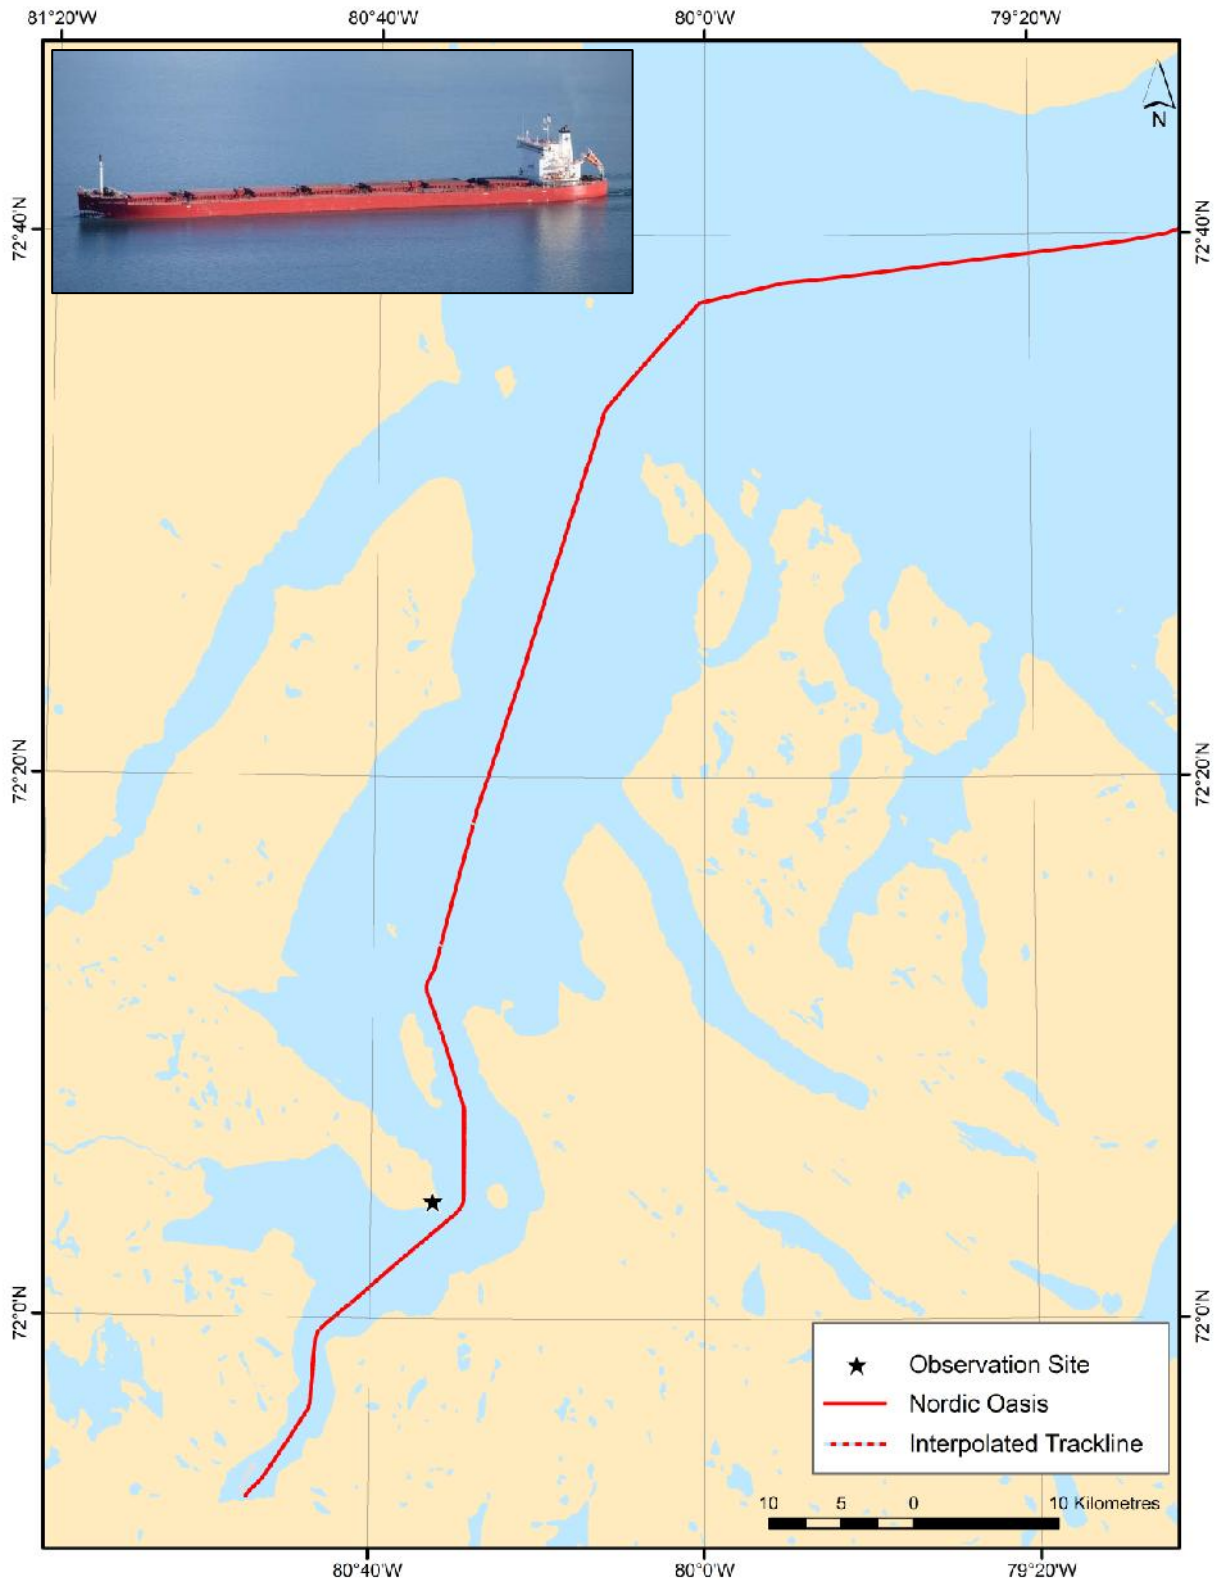 81°20'W 80°40'W 80°0'W 79°20'W
N
72°40'N 72°40'N
72°20'N 72°20'N
72°0'N 72°0'N
Observation Site
Nordic Oasis
Interpolated Trackline
10 5 0 10 Kilometres
80°40'W 80°0'W 79°20'W